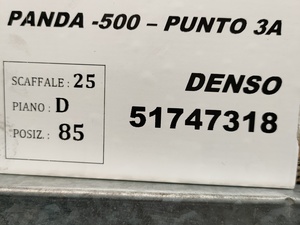 PANDA -500 – PUNTO 3A
SCAFFALE : 25
PIANO : D
POSIZ. : 85
DENSO
51747318